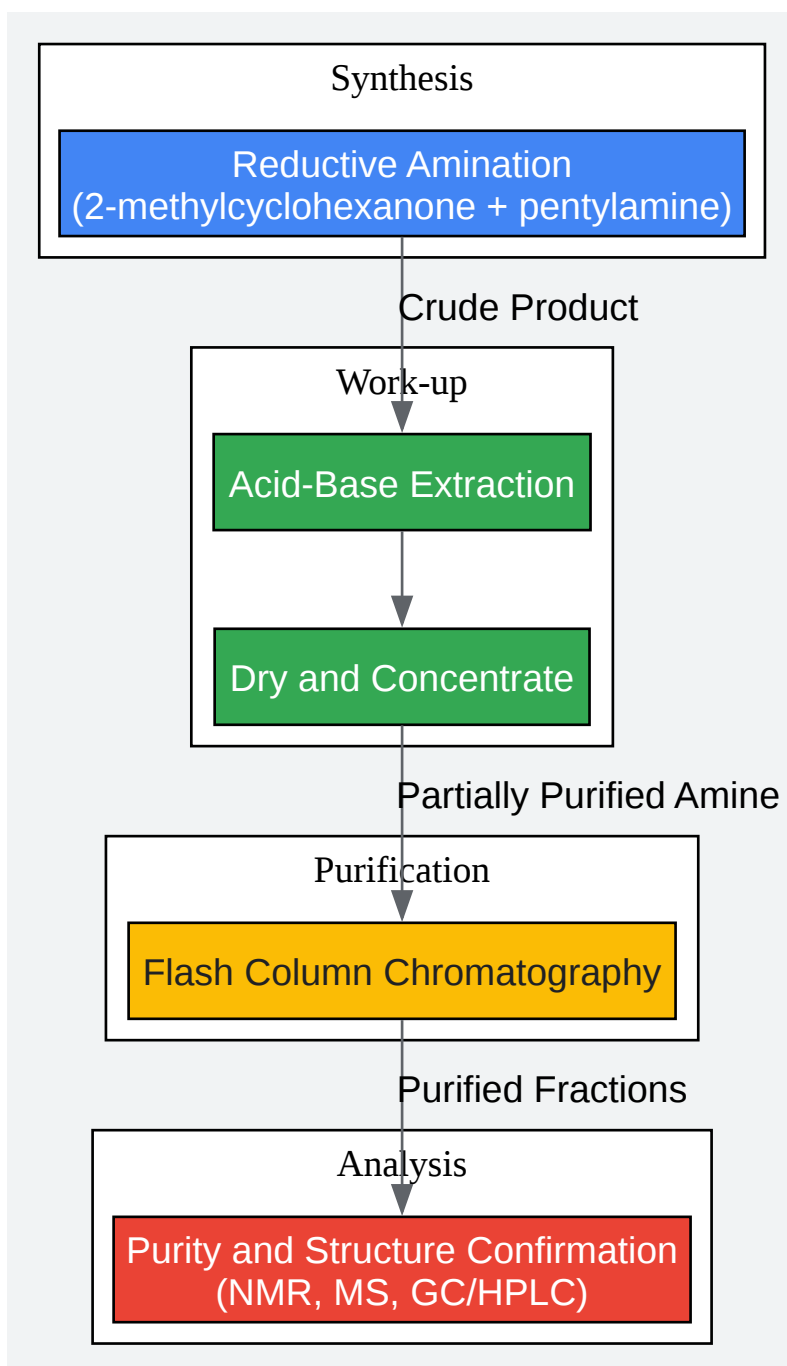 Synthesis
Reductive Amination
(2-methylcyclohexanone + pentylamine)
Crude Product
Work-up
Acid-Base Extraction
Dry and Concentrate
Partially Purified Amine
Purification
Flash Column Chromatography
Purified Fractions
Analysis
Purity and Structure Confirmation
(NMR, MS, GC/HPLC)